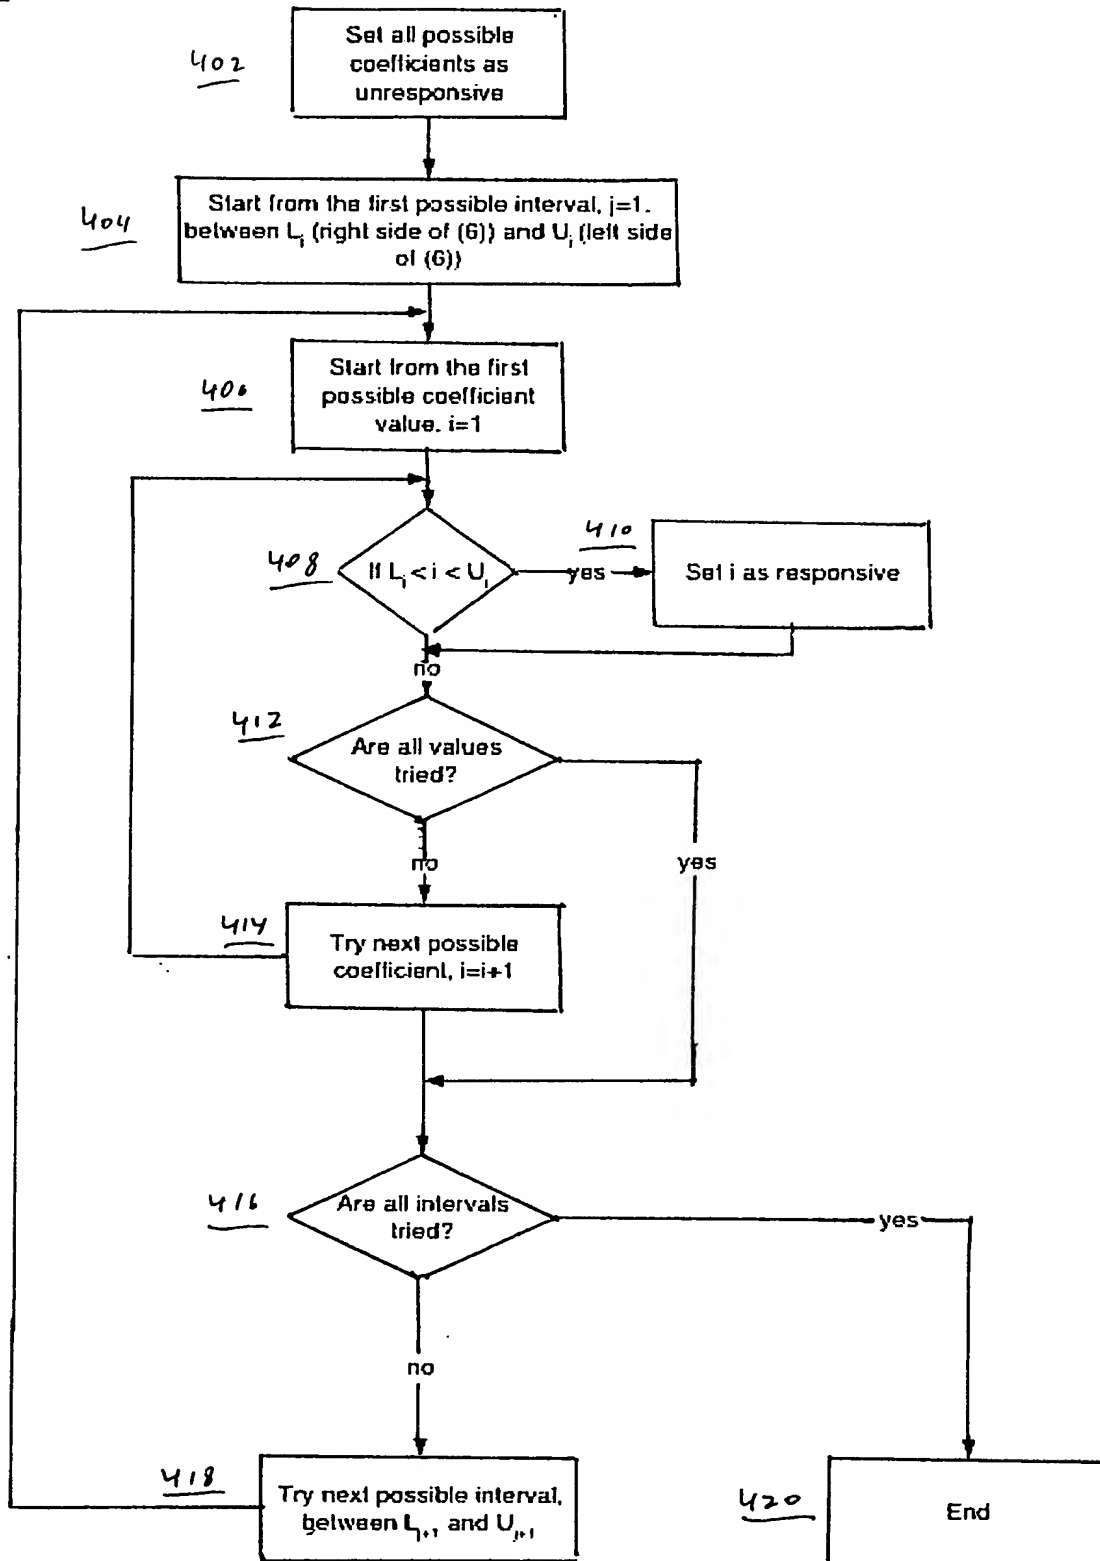 402
Set all possible
coefficients as
unresponsive
404
Start from the first possible interval, j=1.
between Lj (right side of (6)) and Uj (left side
of (6))
406
Start from the first
possible coefficient
value. i=1
408
If Lj < i < Uj
yes
410
Set i as responsive
no
412
Are all values
tried?
no
yes
414
Try next possible
coefficient, i=i+1
416
Are all intervals
tried?
yes
no
418
Try next possible interval,
between Lj+1 and Uj+1
420
End